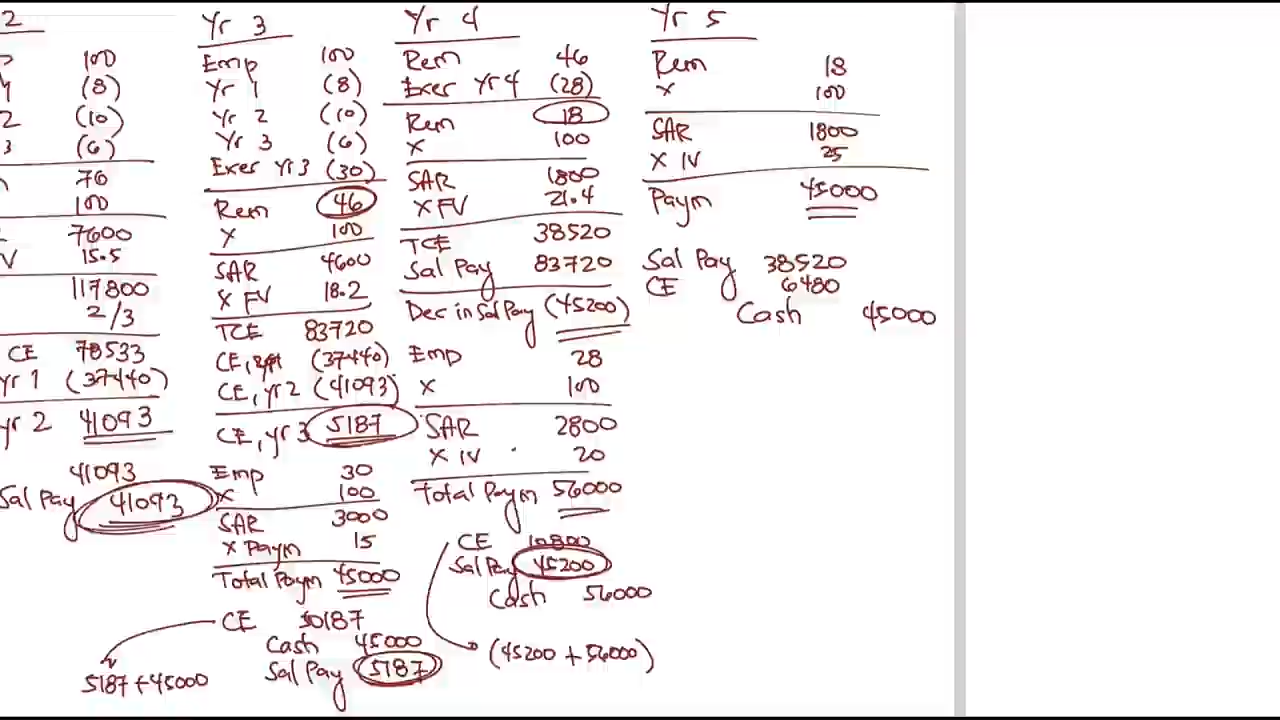 2
p 100
1 (8)
2 (10)
3 (6)
76
100
7600
V 15.5
117800
2/3
CE 78533
yr 1 (37440)
yr 2 41093
41093
Sal Pay 41093
Yr 3
Emp 100
Yr 1 (8)
Yr 2 (10)
Yr 3 (6)
Exer Yr3 (30)
Rem 46
X 100
SAR 4600
X FV 18.2
TCE 83720
CE, yr1 (37440)
CE, yr2 (41093)
CE, yr 3 5187
Emp 30
X 100
SAR 3000
X Paym 15
Total Paym 45000
CE 50187
Cash 45000
Sal Pay 5187
5187 + 45000
Yr 4
Rem 46
Exer Yr4 (28)
Rem 18
X 100
SAR 1800
X FV 21.4
TCE 38520
Sal Pay 83720
Dec in Sal Pay (45200)
Emp 28
X 100
SAR 2800
X IV 20
Total Paym 56000
CE 10800
Sal Pay 45200
Cash 56000
(45200 + 56000)
Yr 5
Rem 18
X 100
SAR 1800
X IV 25
Paym 45000
Sal Pay 38520
CE 6480
Cash 45000